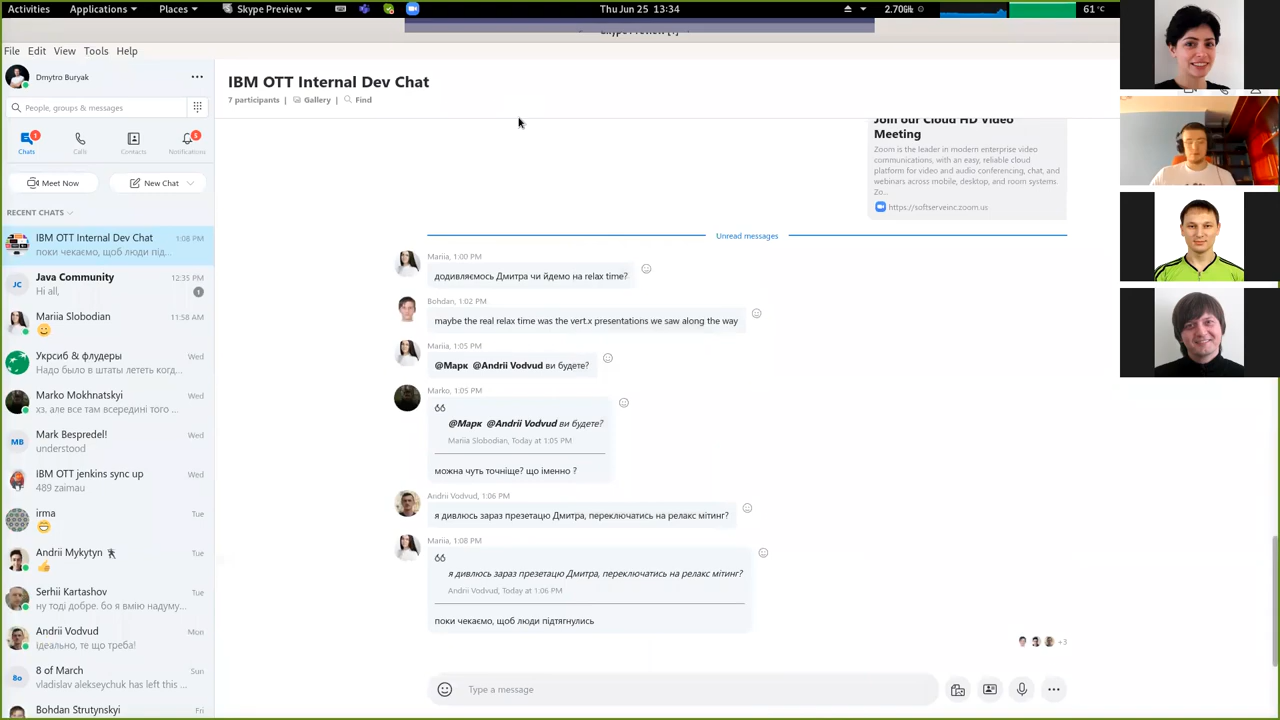 Activities
Applications
Places
Skype Preview
Thu Jun 25 13:34
2.70GHz
61 °C
File Edit View Tools Help
Dmytro Buryak
People, groups & messages
Chats
1
Calls
Contacts
Notifications
5
Meet Now
New Chat
RECENT CHATS
IBM OTT Internal Dev Chat
1:08 PM
поки чекаємо, щоб люди під...
Java Community
12:35 PM
JC
Hi all,
1
Mariia Slobodian
11:58 AM
Укрсиб & флудеры
Wed
Надо было в штаты лететь когд...
Marko Mokhnatskyi
Wed
хз. але все там всередині того ...
Mark Bespredel!
Wed
MB
understood
IBM OTT jenkins sync up
Wed
489 zaimau
irma
Tue
Andrii Mykytyn
Tue
Serhii Kartashov
Tue
ну тоді добре. бо я вмію надуму...
Andrii Vodvud
Mon
Ідеально, те що треба!
8 of March
Sun
8o
vladislav alekseychuk has left this ...
Bohdan Strutynskyi
Fri
IBM OTT Internal Dev Chat
7 participants | Gallery | Find
Join our Cloud HD Video
Meeting
Zoom is the leader in modern enterprise video
communications, with an easy, reliable cloud
platform for video and audio conferencing, chat, and
webinars across mobile, desktop, and room systems.
Zo...
https://softserveinc.zoom.us
Unread messages
Mariia, 1:00 PM
додивляємось Дмитра чи йдемо на relax time?
Bohdan, 1:02 PM
maybe the real relax time was the vert.x presentations we saw along the way
Mariia, 1:05 PM
@Марк @Andrii Vodvud ви будете?
Marko, 1:05 PM
@Марк @Andrii Vodvud ви будете?
Mariia Slobodian, Today at 1:05 PM
можна чуть точніще? що іменно ?
Andrii Vodvud, 1:06 PM
я дивлюсь зараз презетацю Дмитра, переключатись на релакс мітинг?
Mariia, 1:08 PM
я дивлюсь зараз презетацю Дмитра, переключатись на релакс мітинг?
Andrii Vodvud, Today at 1:06 PM
поки чекаємо, щоб люди підтягнулись
+3
Type a message